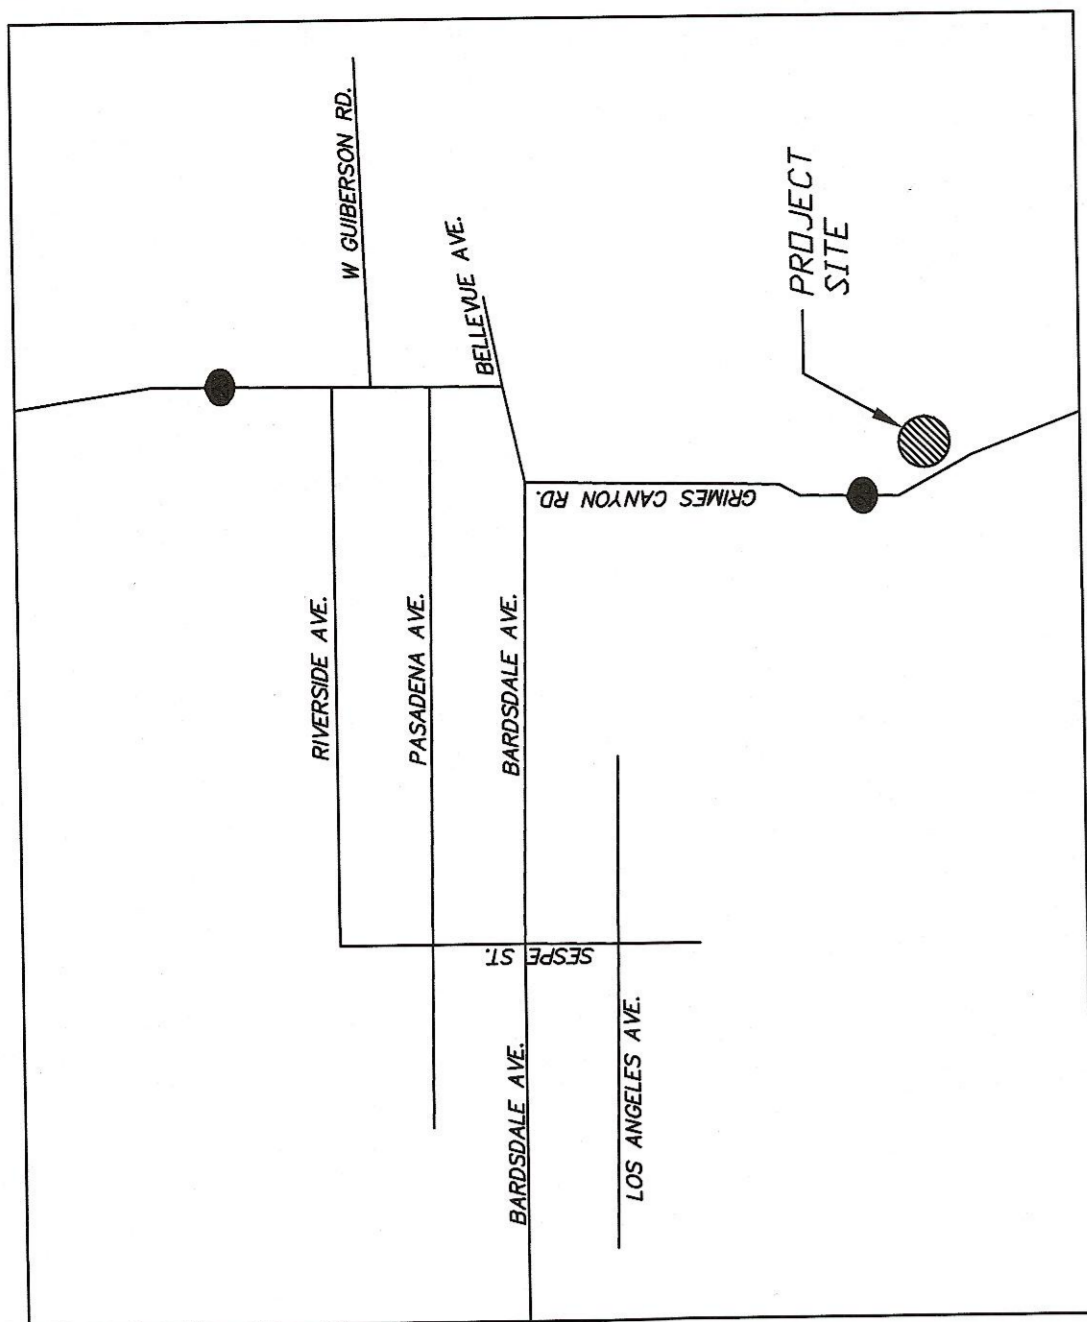 W GUIBERSON RD.
BELLEVUE AVE.
PROJECT
SITE
RIVERSIDE AVE.
PASADENA AVE.
BARDSDALE AVE.
GRIMES CANYON RD.
23
SESPE ST.
BARDSDALE AVE.
LOS ANGELES AVE.